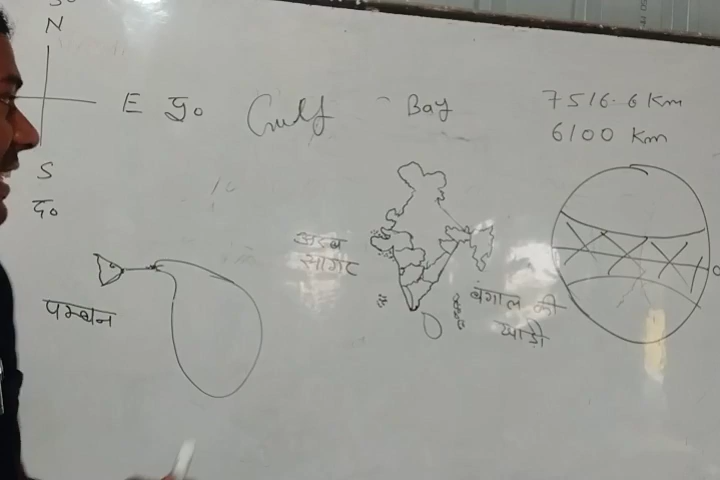 N
E पू०
Gulf
Bay
7516.6 Km
6100 Km
S
द०
अरब
सागर
पम्बन
बंगाल की
खाड़ी